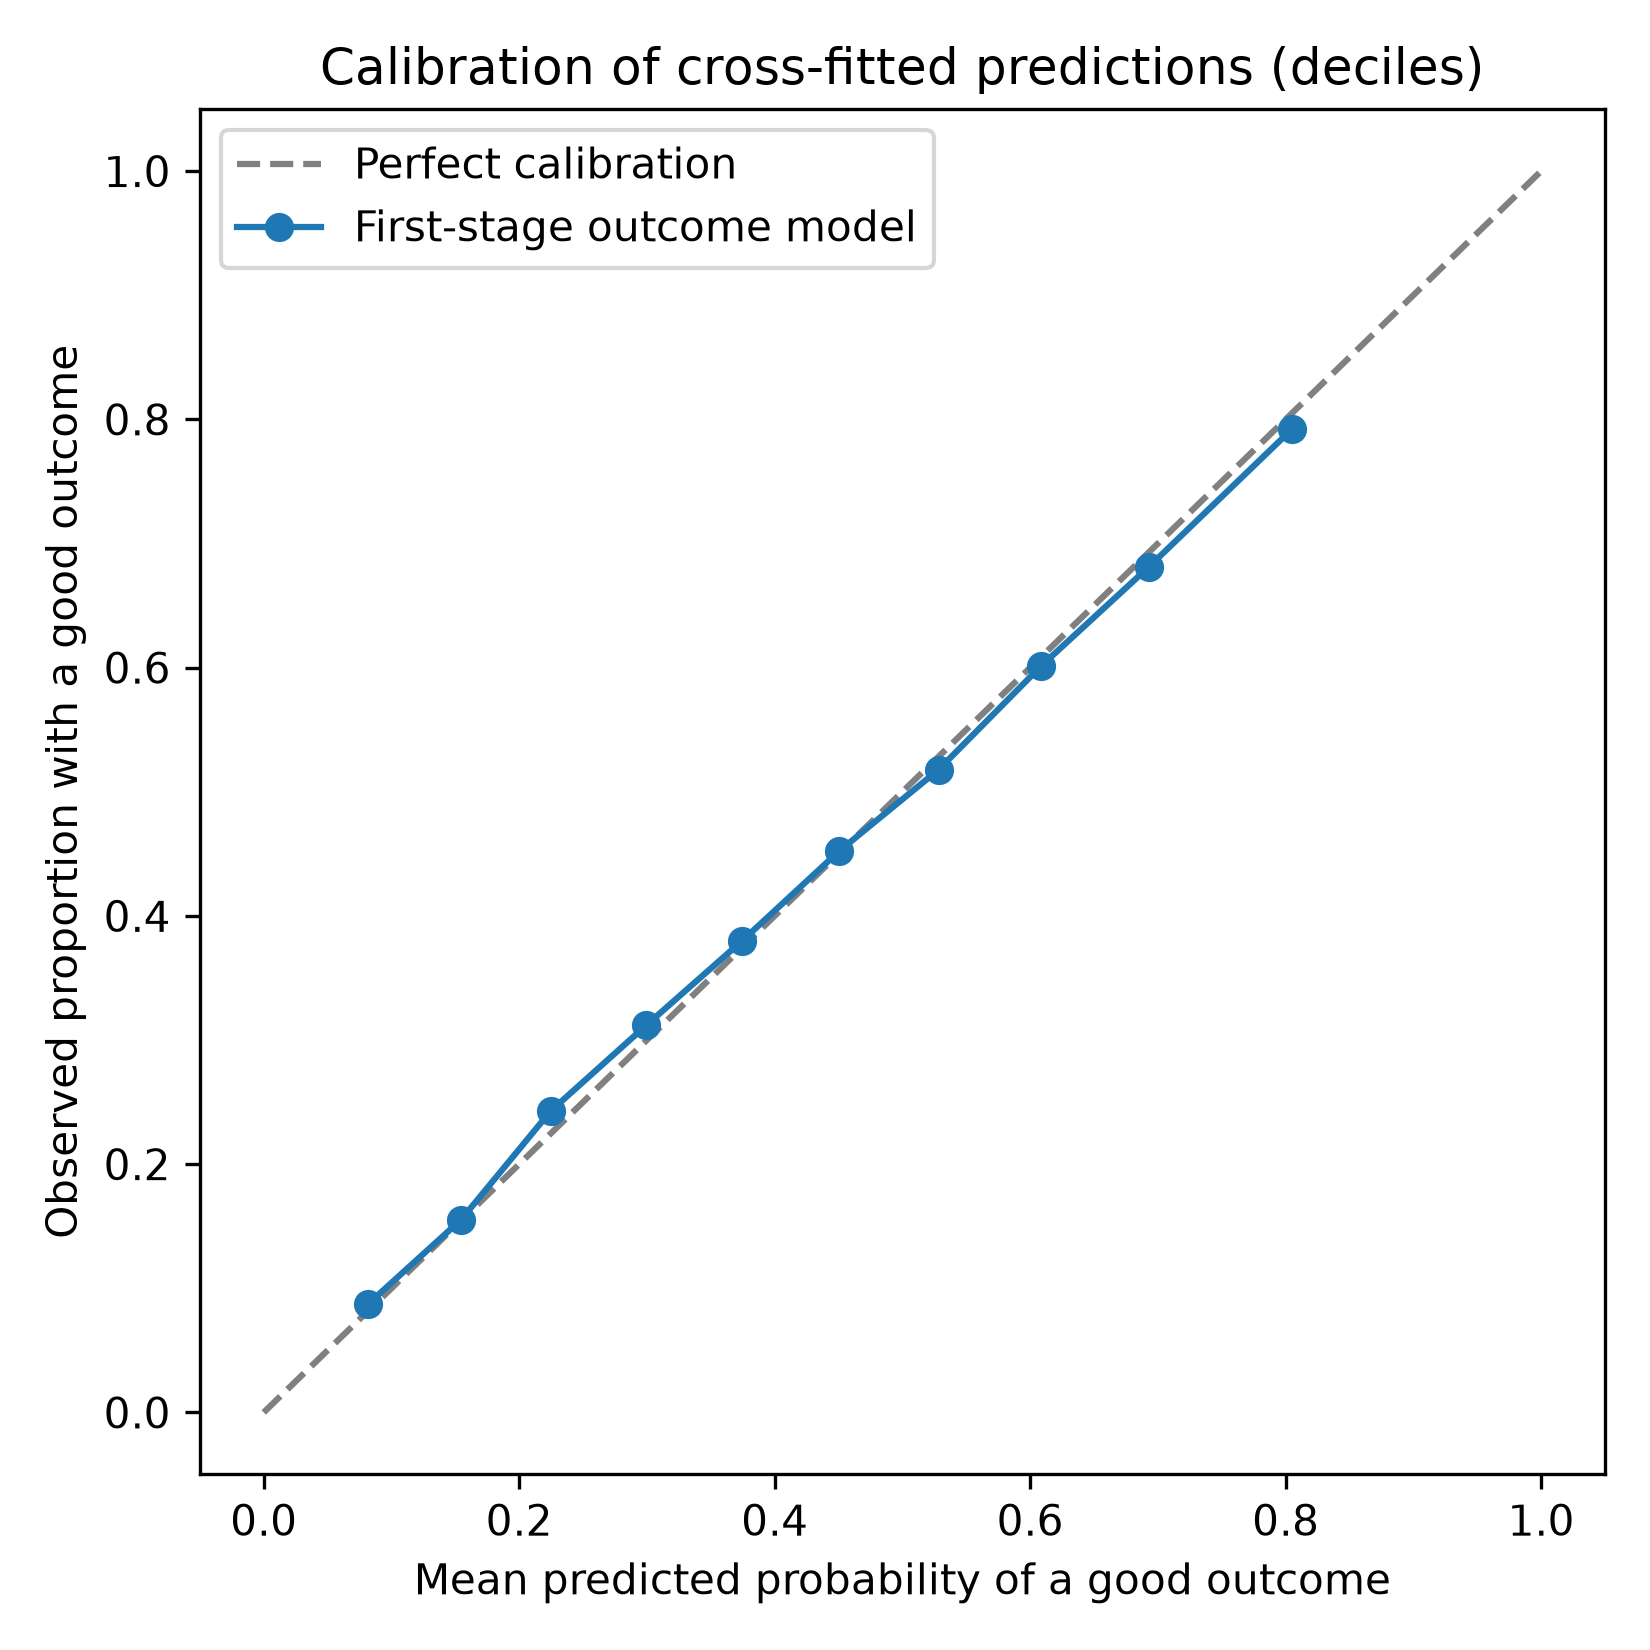 Calibration of cross-fitted predictions (deciles)
Perfect calibration
First-stage outcome model
Observed proportion with a good outcome
1.0
0.8
0.6
0.4
0.2
0.0
0.0 0.2 0.4 0.6 0.8 1.0
Mean predicted probability of a good outcome